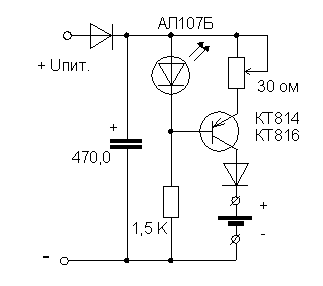 АЛ107Б
+ Uпит.
30 ом
КТ814
КТ816
+
470,0
1,5 К
+
-
-